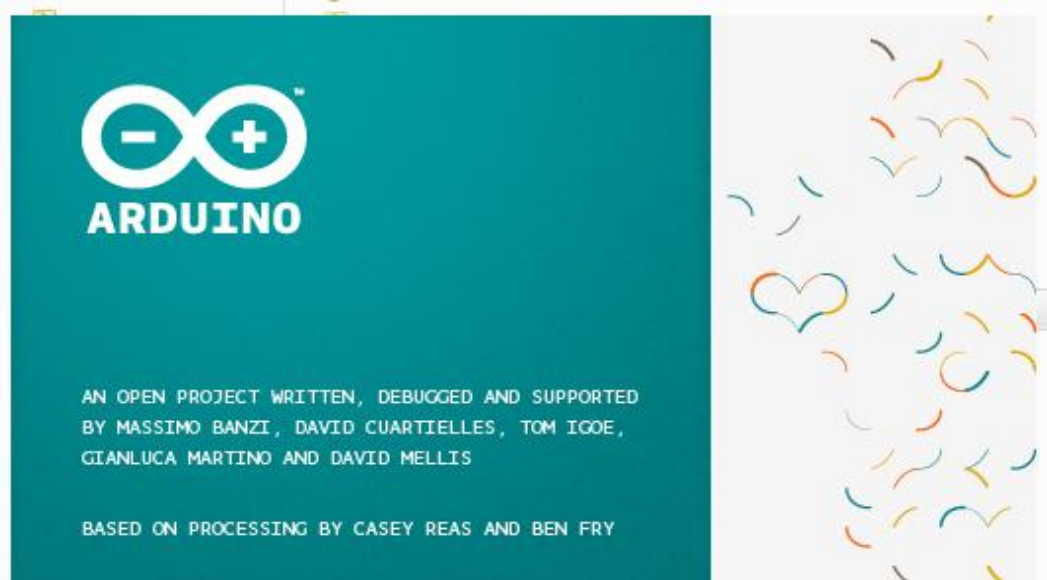 ARDUINO
AN OPEN PROJECT WRITTEN, DEBUGGED AND SUPPORTED
BY MASSIMO BANZI, DAVID CUARTIELLES, TOM IGOE,
GIANLUCA MARTINO AND DAVID MELLIS
BASED ON PROCESSING BY CASEY REAS AND BEN FRY